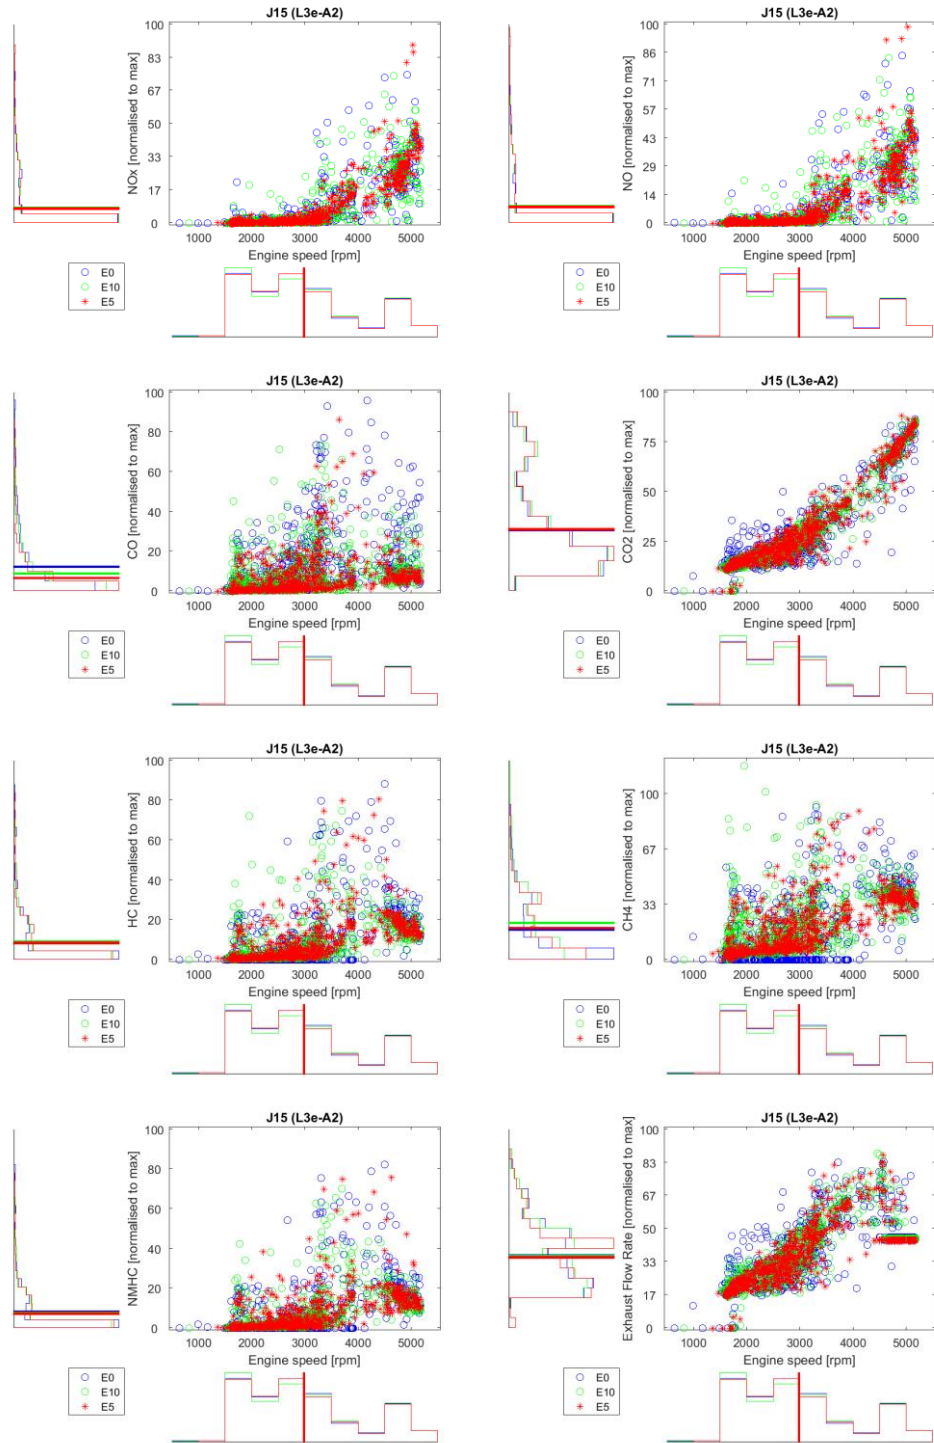 J15 (L3e-A2)
NOx [normalised to max]
100
83
67
50
33
17
0
1000 2000 3000 4000 5000
Engine speed [rpm]
E0
E10
E5
J15 (L3e-A2)
NO [normalised to max]
100
86
71
57
43
29
14
0
1000 2000 3000 4000 5000
Engine speed [rpm]
E0
E10
E5
J15 (L3e-A2)
CO [normalised to max]
100
80
60
40
20
0
1000 2000 3000 4000 5000
Engine speed [rpm]
E0
E10
E5
J15 (L3e-A2)
CO2 [normalised to max]
100
75
50
25
0
1000 2000 3000 4000 5000
Engine speed [rpm]
E0
E10
E5
J15 (L3e-A2)
HC [normalised to max]
100
80
60
40
20
0
1000 2000 3000 4000 5000
Engine speed [rpm]
E0
E10
E5
J15 (L3e-A2)
CH4 [normalised to max]
100
67
33
0
1000 2000 3000 4000 5000
Engine speed [rpm]
E0
E10
E5
J15 (L3e-A2)
NMHC [normalised to max]
100
80
60
40
20
0
1000 2000 3000 4000 5000
Engine speed [rpm]
E0
E10
E5
J15 (L3e-A2)
Exhaust Flow Rate [normalised to max]
100
83
67
50
33
17
0
1000 2000 3000 4000 5000
Engine speed [rpm]
E0
E10
E5